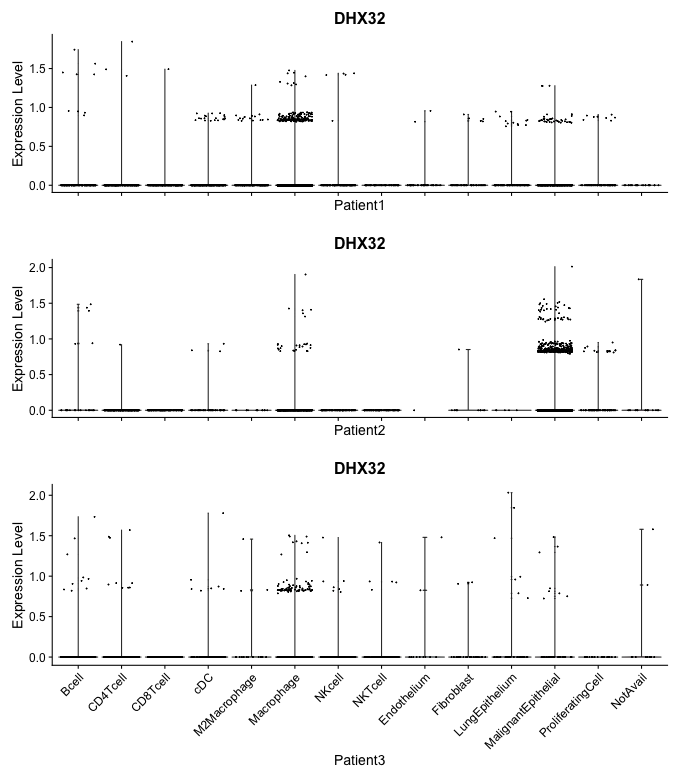 DHX32
Expression Level
1.5
1.0
0.5
0.0
Patient1
DHX32
Expression Level
2.0
1.5
1.0
0.5
0.0
Patient2
DHX32
Expression Level
2.0
1.5
1.0
0.5
0.0
Bcell
CD4Tcell
CD8Tcell
cDC
M2Macrophage
Macrophage
NKcell
NKTcell
Endothelium
Fibroblast
LungEpithelium
MalignantEpithelial
ProliferatingCell
NotAvail
Patient3